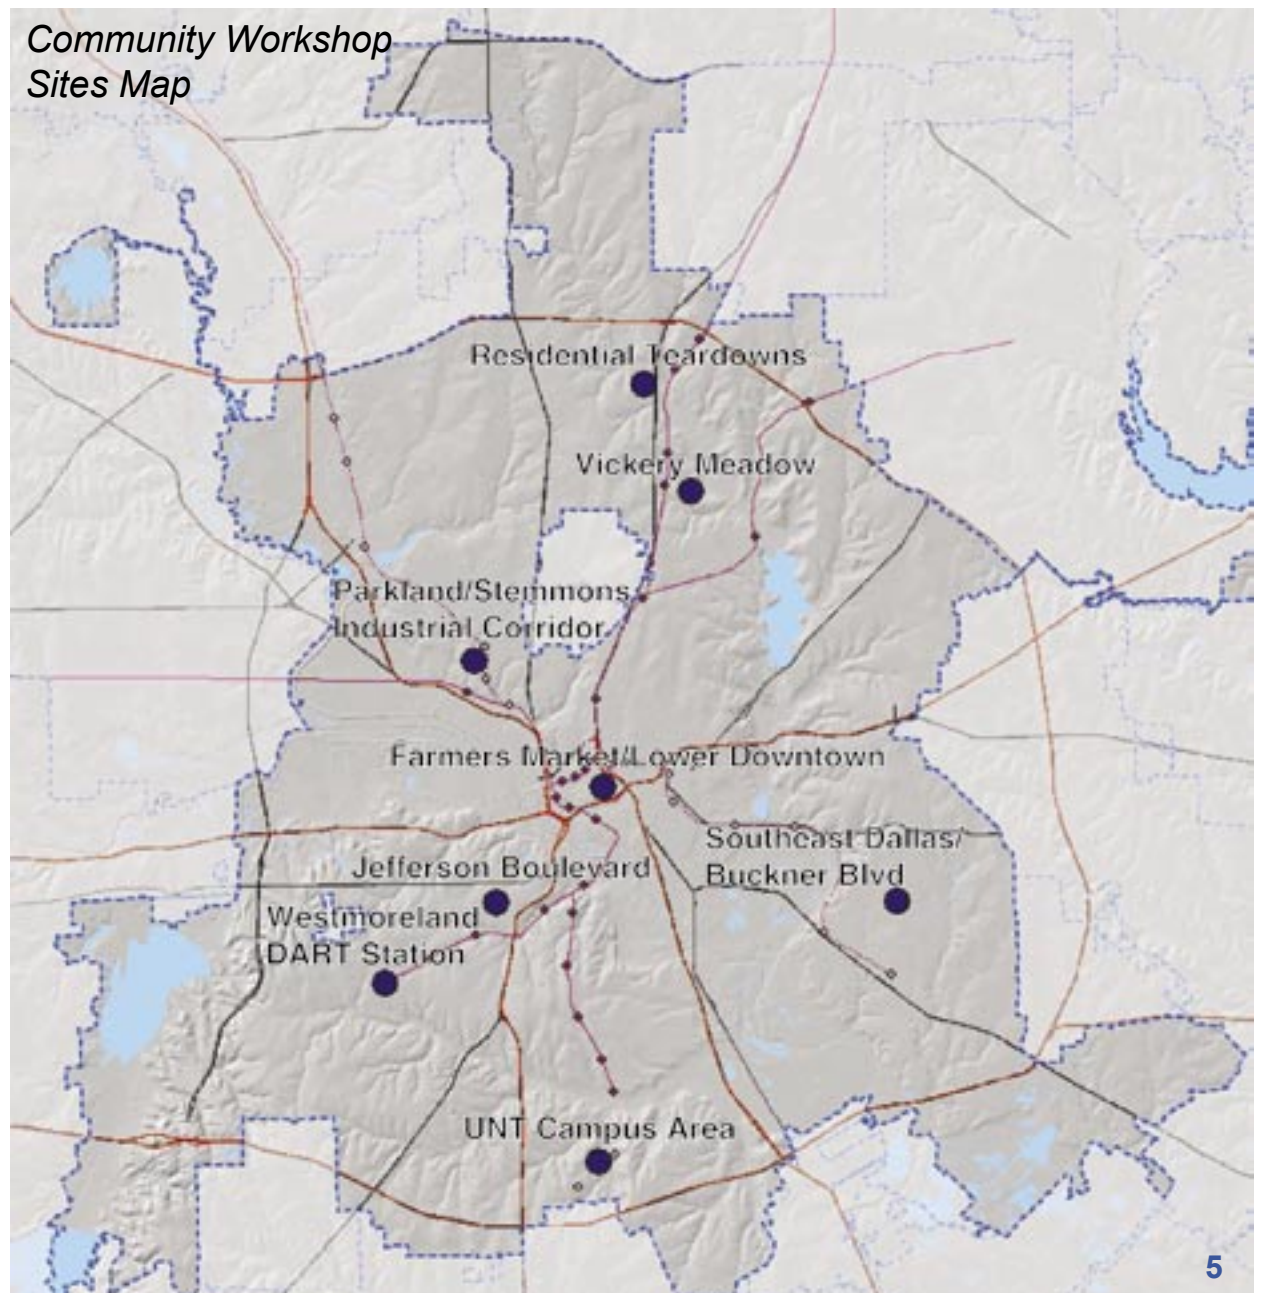 Community Workshop
Sites Map
Residential Teardowns
Vickery Meadow
Parkland/Stemmons
Industrial Corridor
Farmers Market/Lower Downtown
Southeast Dallas/
Buckner Blvd
Jefferson Boulevard
Westmoreland
DART Station
UNT Campus Area
5